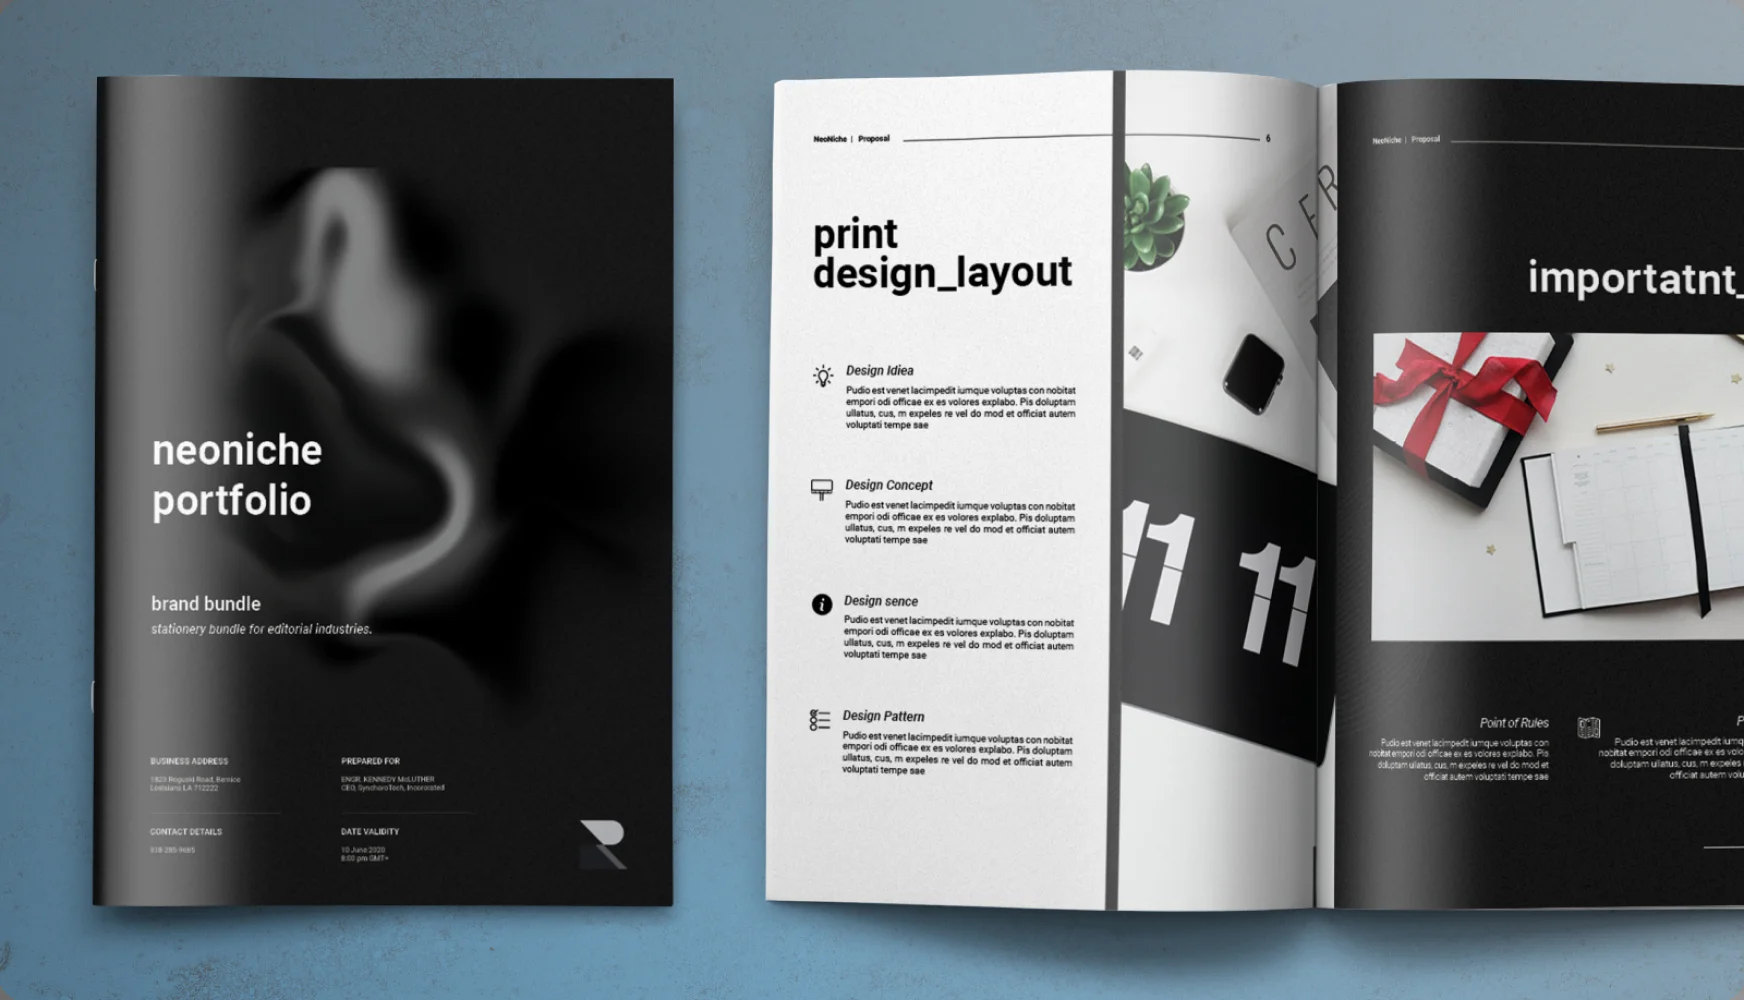 neoniche
portfolio
brand bundle
stationery bundle for editorial industries.
BUSINESS ADDRESS
1823 Boguski Road, Bernice
Louisiana LA 712222
PREPARED FOR
ENGR. KENNEDY McLUTHER
CEO, SynchoroTech, Incororated
CONTACT DETAILS
318-285-9685
DATE VALIDITY
10 June 2020
8:00 pm GMT+
NeoNiche | Proposal
6
print
design_layout
Design Idiea
Pudio est venet lacimpedit iumque voluptas con nobitat
empori odi officae ex es volores explabo. Pis doluptam
ullatus, cus, m expeles re vel do mod et officiat autem
voluptati tempe sae
Design Concept
Pudio est venet lacimpedit iumque voluptas con nobitat
empori odi officae ex es volores explabo. Pis doluptam
ullatus, cus, m expeles re vel do mod et officiat autem
voluptati tempe sae
Design sence
Pudio est venet lacimpedit iumque voluptas con nobitat
empori odi officae ex es volores explabo. Pis doluptam
ullatus, cus, m expeles re vel do mod et officiat autem
voluptati tempe sae
Design Pattern
Pudio est venet lacimpedit iumque voluptas con nobitat
empori odi officae ex es volores explabo. Pis doluptam
ullatus, cus, m expeles re vel do mod et officiat autem
voluptati tempe sae
CER
11 11
NeoNiche | Proposal
importatnt_
Point of Rules
Pudio est venet lacimpedit iumque voluptas con
nobitat empori odi officae ex es volores explabo. Pis
doluptam ullatus, cus, m expeles re vel do mod et
officiat autem voluptati tempe sae
P
Pudio est venet lacimpedit iumq
nobitat empori odi officae ex es volo
doluptam ullatus, cus, m expeles r
officiat autem volu